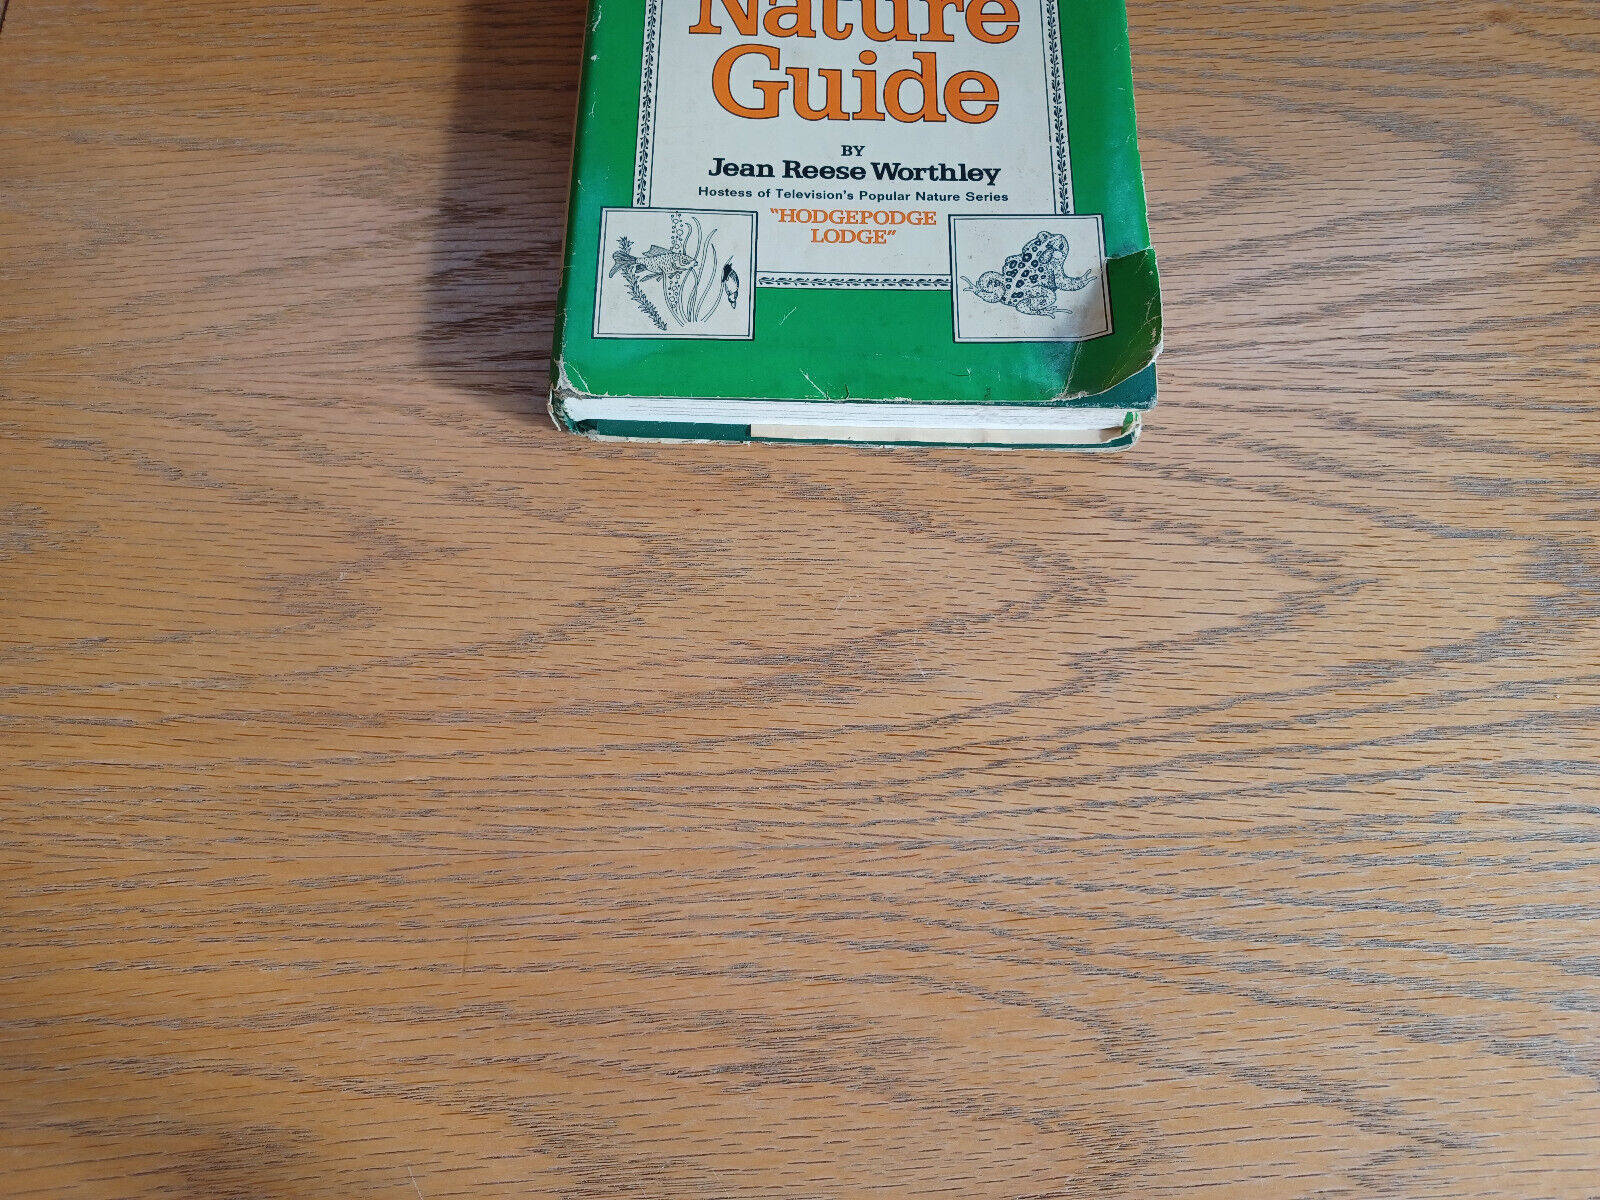 Nature
Guide
BY
Jean Reese Worthley
Hostess of Television's Popular Nature Series
"HODGEPODGE
LODGE"